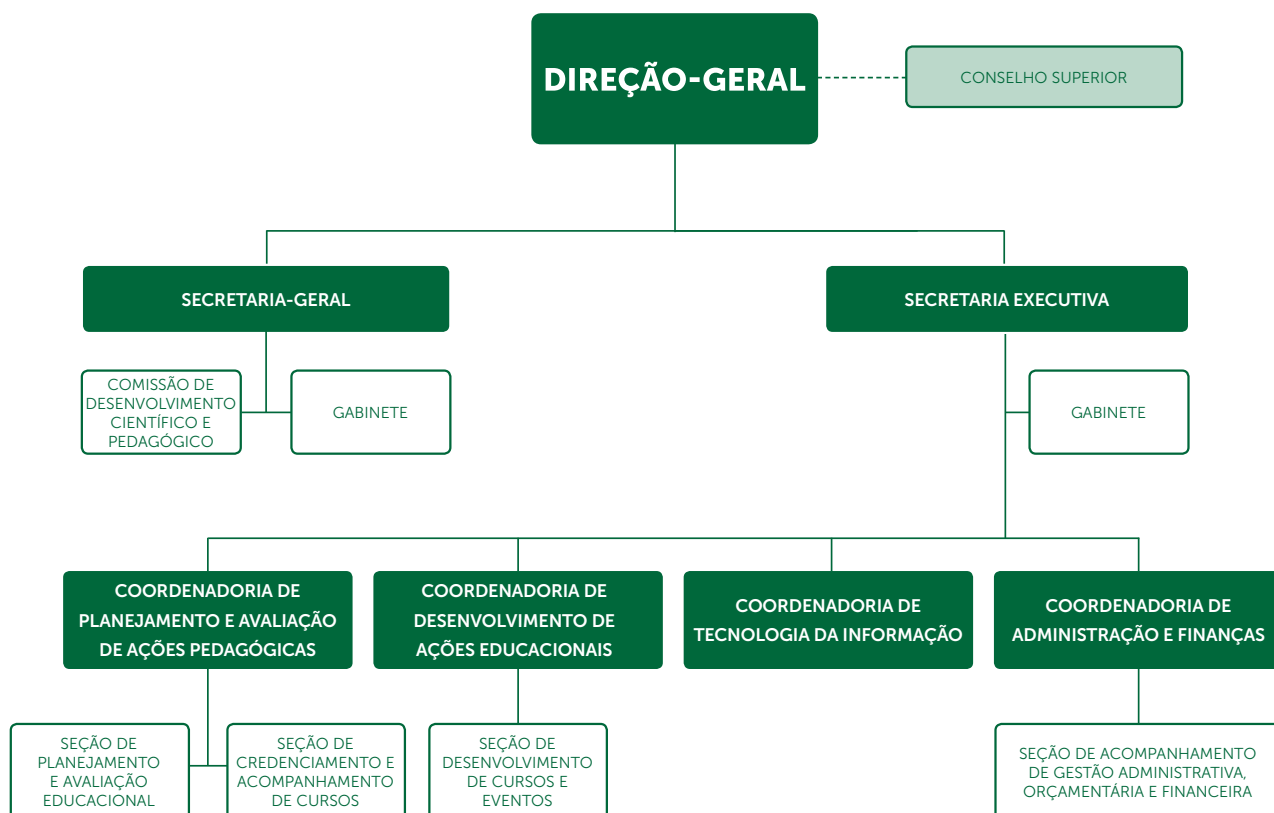 DIREÇÃO-GERAL
CONSELHO SUPERIOR
SECRETARIA-GERAL
SECRETARIA EXECUTIVA
COMISSÃO DE
DESENVOLVIMENTO
CIENTÍFICO E
PEDAGÓGICO
GABINETE
GABINETE
COORDENADORIA DE
PLANEJAMENTO E AVALIAÇÃO
DE AÇÕES PEDAGÓGICAS
COORDENADORIA DE
DESENVOLVIMENTO DE
AÇÕES EDUCACIONAIS
COORDENADORIA DE
TECNOLOGIA DA INFORMAÇÃO
COORDENADORIA DE
ADMINISTRAÇÃO E FINANÇAS
SEÇÃO DE
PLANEJAMENTO
E AVALIAÇÃO
EDUCACIONAL
SEÇÃO DE
CREDENCIAMENTO E
ACOMPANHAMENTO
DE CURSOS
SEÇÃO DE
DESENVOLVIMENTO
DE CURSOS E
EVENTOS
SEÇÃO DE ACOMPANHAMENTO
DE GESTÃO ADMINISTRATIVA,
ORÇAMENTÁRIA E FINANCEIRA